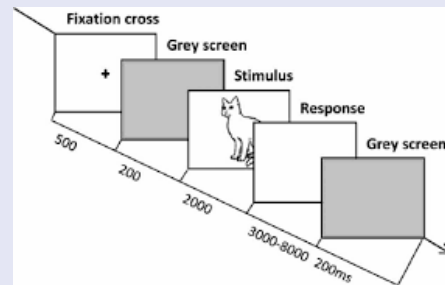 Fixation cross
Grey screen
Stimulus
Response
Grey screen
500
200
2000
3000-8000
200ms